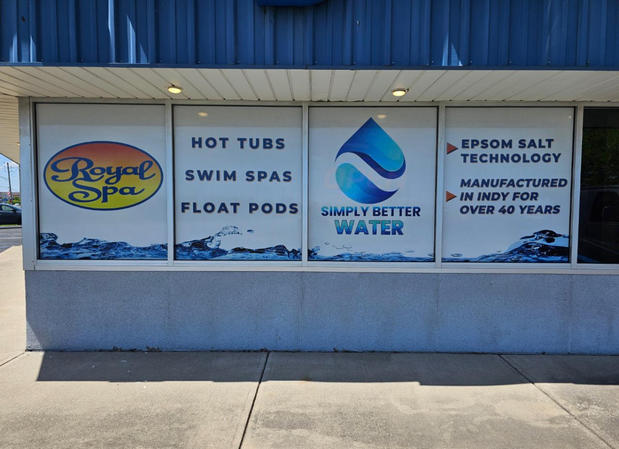 Royal
Spa
HOT TUBS
SWIM SPAS
FLOAT PODS
SIMPLY BETTER
WATER
EPSOM SALT
TECHNOLOGY
MANUFACTURED
IN INDY FOR
OVER 40 YEARS